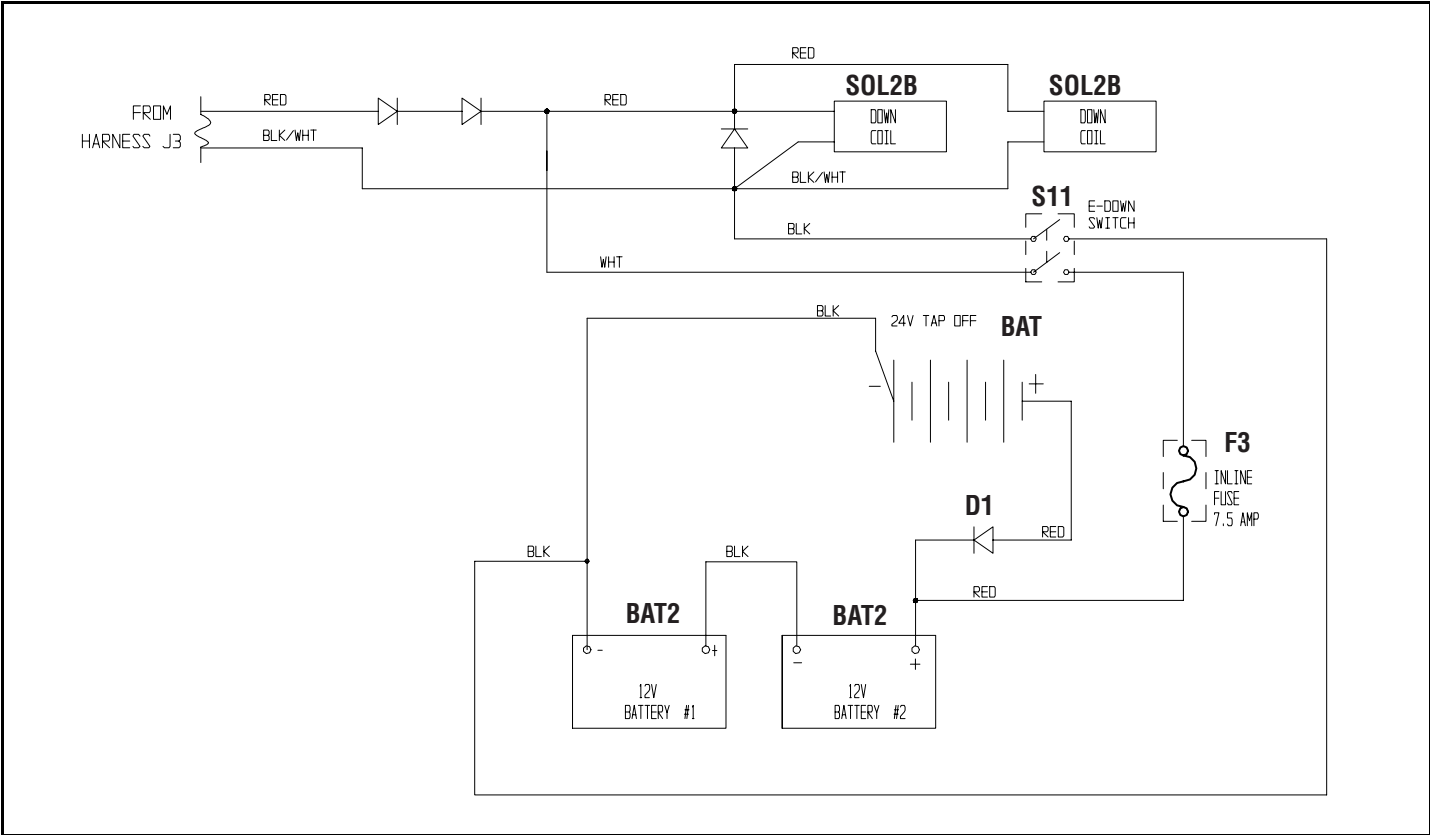 RED
SOL2B
SOL2B
FROM
HARNESS J3
RED
RED
DOWN
COIL
DOWN
COIL
BLK/WHT
BLK/WHT
S11
E-DOWN
SWITCH
BLK
WHT
BLK
24V TAP OFF
BAT
-
+
F3
INLINE
FUSE
7.5 AMP
D1
RED
BLK
BLK
RED
BAT2
BAT2
-
+
-
+
12V
BATTERY #1
12V
BATTERY #2